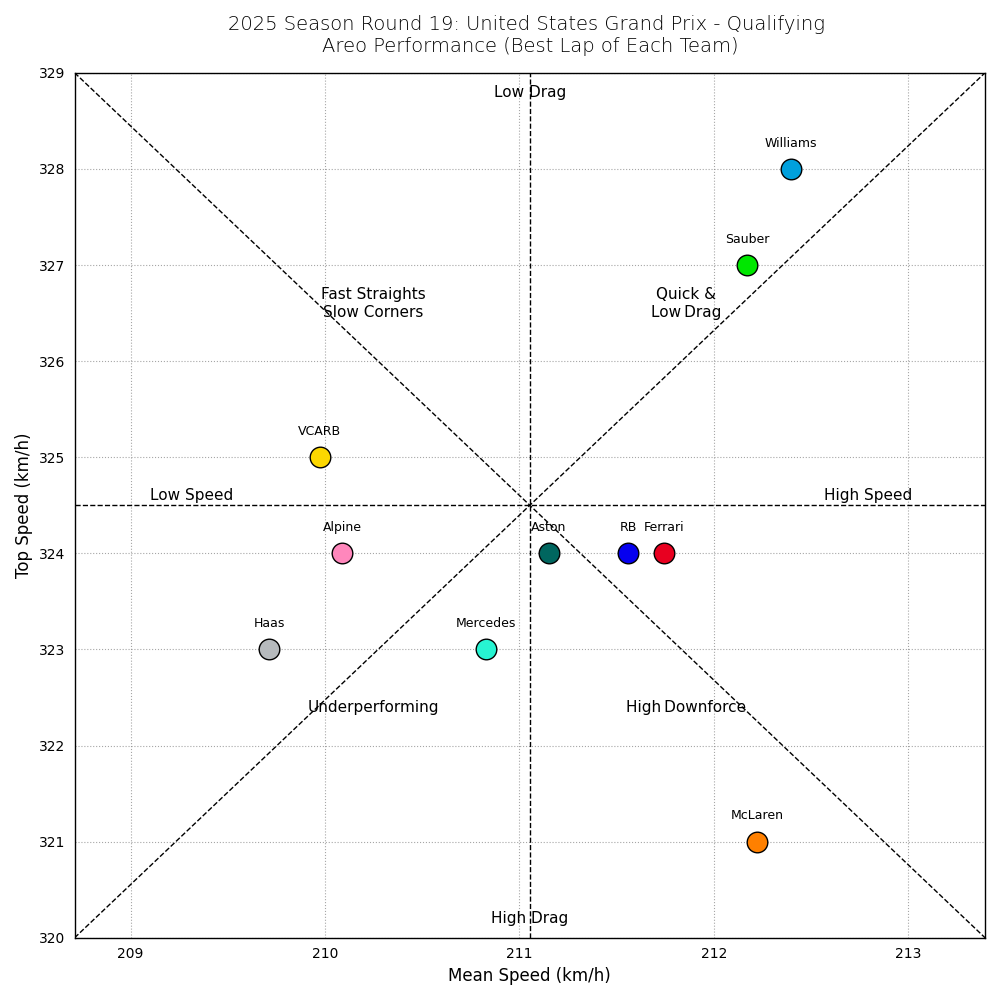 2025 Season Round 19: United States Grand Prix - Qualifying
Areo Performance (Best Lap of Each Team)
329
Low Drag
Williams
328
Sauber
327
Fast Straights
Slow Corners
Quick &
Low Drag
326
VCARB
325
Low Speed
High Speed
Top Speed (km/h)
Alpine
Aston
RB
Ferrari
324
Haas
Mercedes
323
Underperforming
High Downforce
322
McLaren
321
High Drag
320
209
210
211
212
213
Mean Speed (km/h)